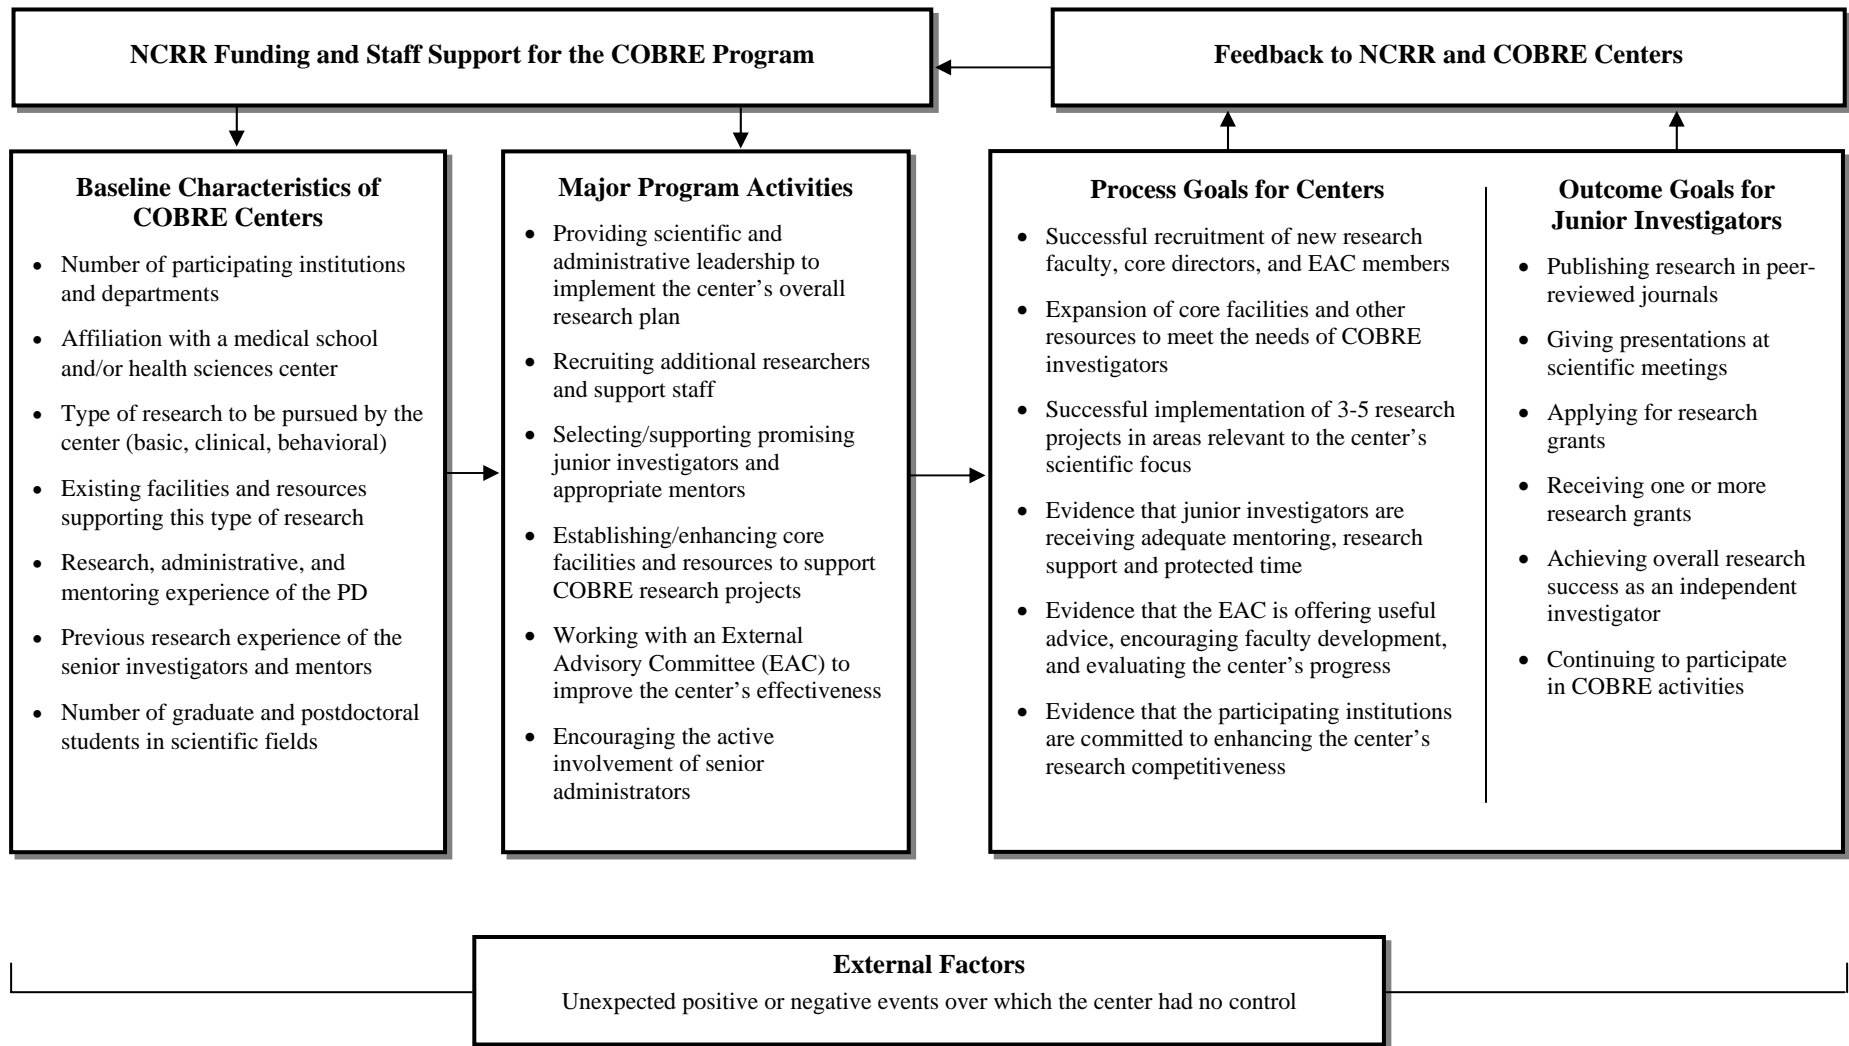 NCRR Funding and Staff Support for the COBRE Program
Feedback to NCRR and COBRE Centers
Baseline Characteristics of
COBRE Centers
• Number of participating institutions
and departments
• Affiliation with a medical school
and/or health sciences center
• Type of research to be pursued by the
center (basic, clinical, behavioral)
• Existing facilities and resources
supporting this type of research
• Research, administrative, and
mentoring experience of the PD
• Previous research experience of the
senior investigators and mentors
• Number of graduate and postdoctoral
students in scientific fields
Major Program Activities
• Providing scientific and
administrative leadership to
implement the center’s overall
research plan
• Recruiting additional researchers
and support staff
• Selecting/supporting promising
junior investigators and
appropriate mentors
• Establishing/enhancing core
facilities and resources to support
COBRE research projects
• Working with an External
Advisory Committee (EAC) to
improve the center’s effectiveness
• Encouraging the active
involvement of senior
administrators
Process Goals for Centers
• Successful recruitment of new research
faculty, core directors, and EAC members
• Expansion of core facilities and other
resources to meet the needs of COBRE
investigators
• Successful implementation of 3-5 research
projects in areas relevant to the center’s
scientific focus
• Evidence that junior investigators are
receiving adequate mentoring, research
support and protected time
• Evidence that the EAC is offering useful
advice, encouraging faculty development,
and evaluating the center’s progress
• Evidence that the participating institutions
are committed to enhancing the center’s
research competitiveness
Outcome Goals for
Junior Investigators
• Publishing research in peer-
reviewed journals
• Giving presentations at
scientific meetings
• Applying for research
grants
• Receiving one or more
research grants
• Achieving overall research
success as an independent
investigator
• Continuing to participate
in COBRE activities
External Factors
Unexpected positive or negative events over which the center had no control